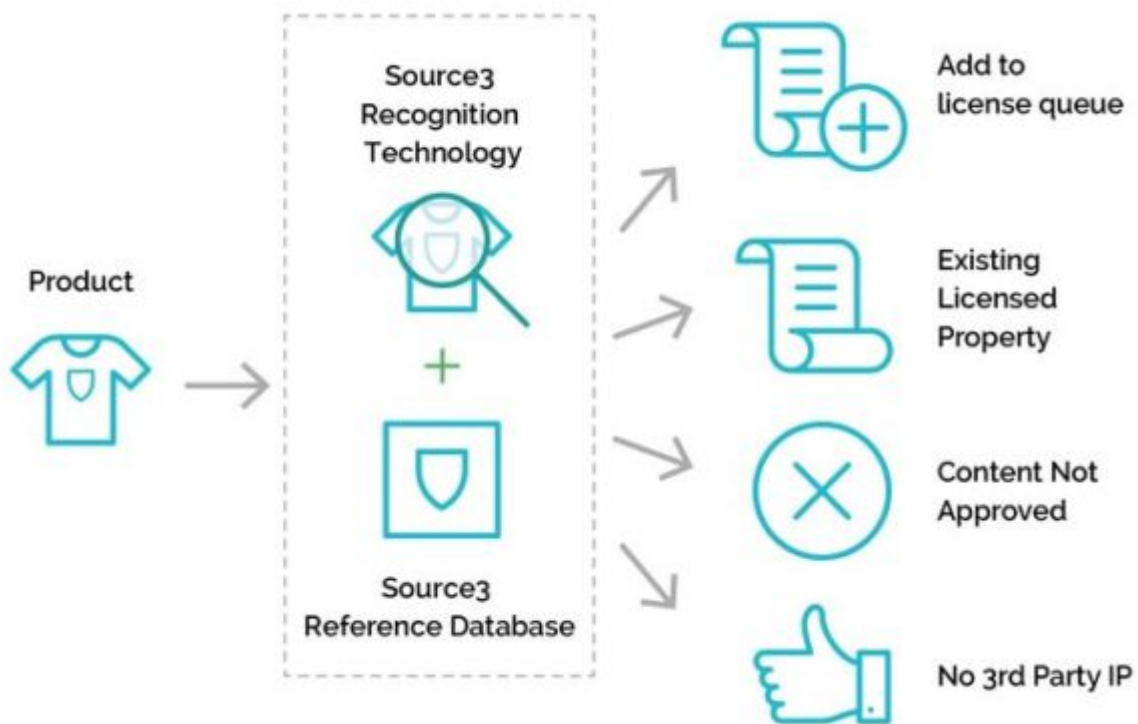 Product
Source3
Recognition
Technology
Source3
Reference Database
Add to
license queue
Existing
Licensed
Property
Content Not
Approved
No 3rd Party IP